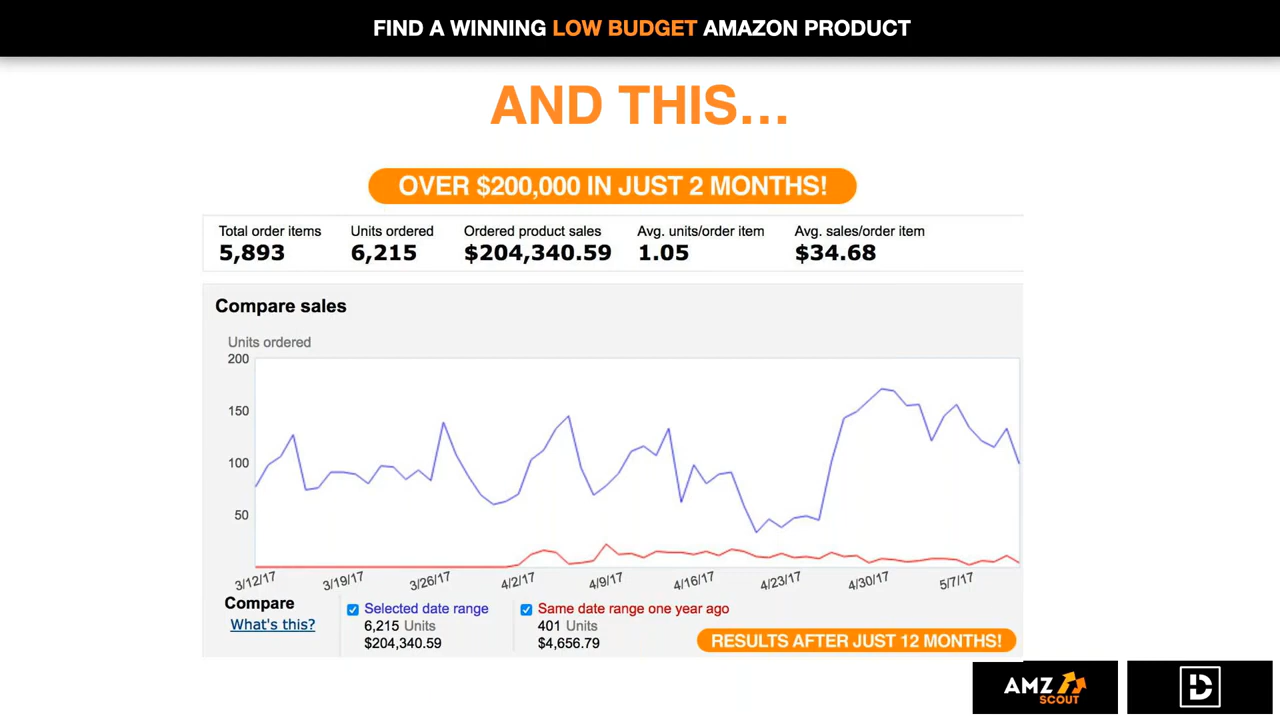 FIND A WINNING LOW BUDGET AMAZON PRODUCT
AND THIS...
OVER $200,000 IN JUST 2 MONTHS!
Total order items Units ordered Ordered product sales Avg. units/order item Avg. sales/order item
5,893 6,215 $204,340.59 1.05 $34.68
Compare sales
Units ordered
200
150
100
50
3/12/17 3/19/17 3/26/17 4/2/17 4/9/17 4/16/17 4/23/17 4/30/17 5/7/17
Compare Selected date range Same date range one year ago
What's this? 6,215 Units 401 Units
$204,340.59 $4,656.79
RESULTS AFTER JUST 12 MONTHS!
AMZ
SCOUT
D